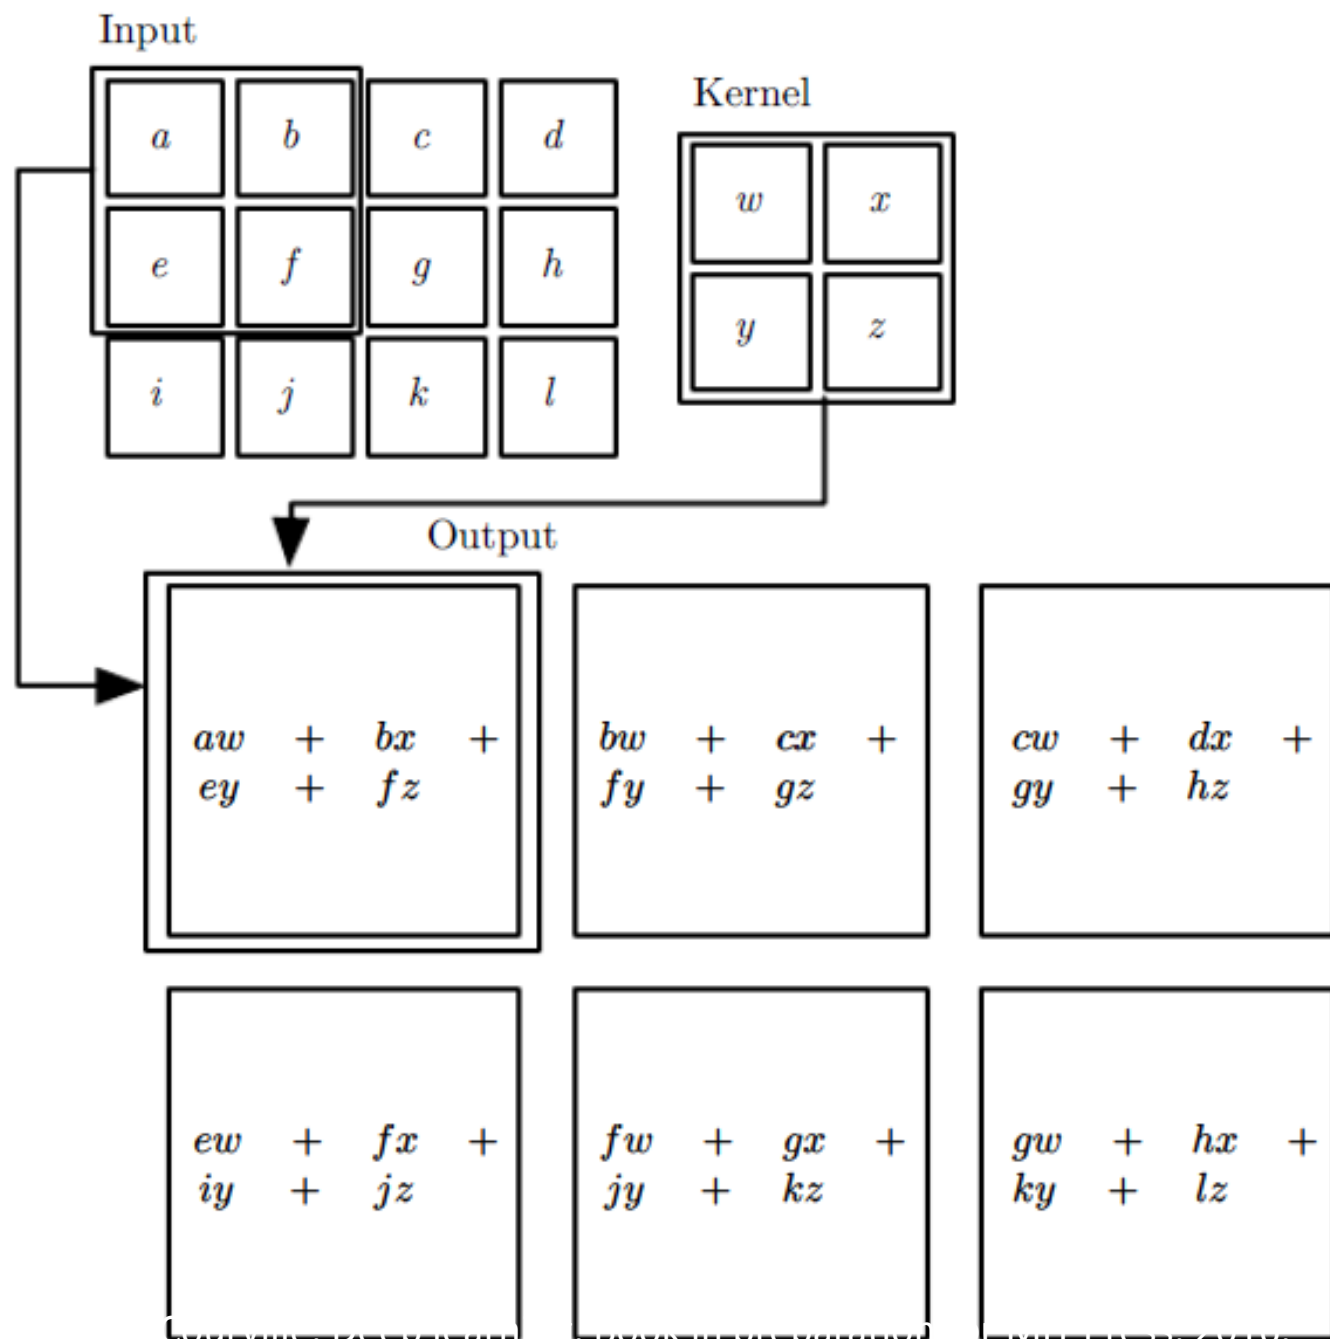 Input
a b c d
e f g h
i j k l
Kernel
w x
y z
Output
aw + bx +
ey + fz
bw + cx +
fy + gz
cw + dx +
gy + hz
ew + fx +
iy + jz
fw + gx +
jy + kz
gw + hx +
ky + lz